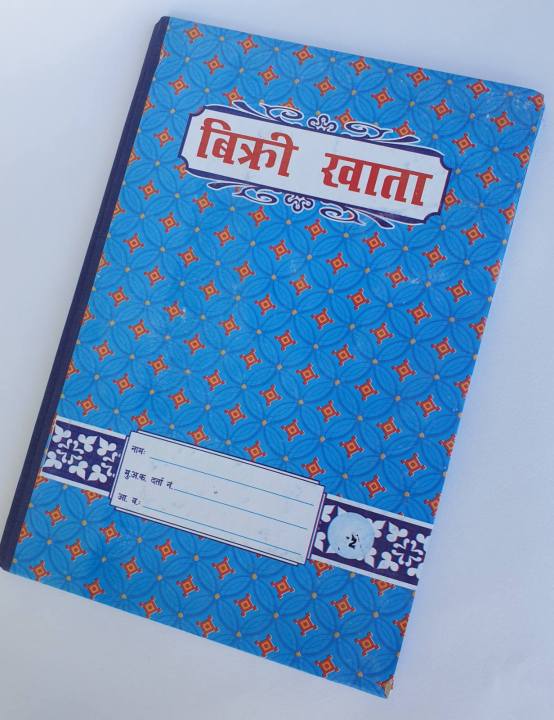 बिक्री खाता
नाम:
मु.अ.क. दर्ता नं.
आ. ब.:
N